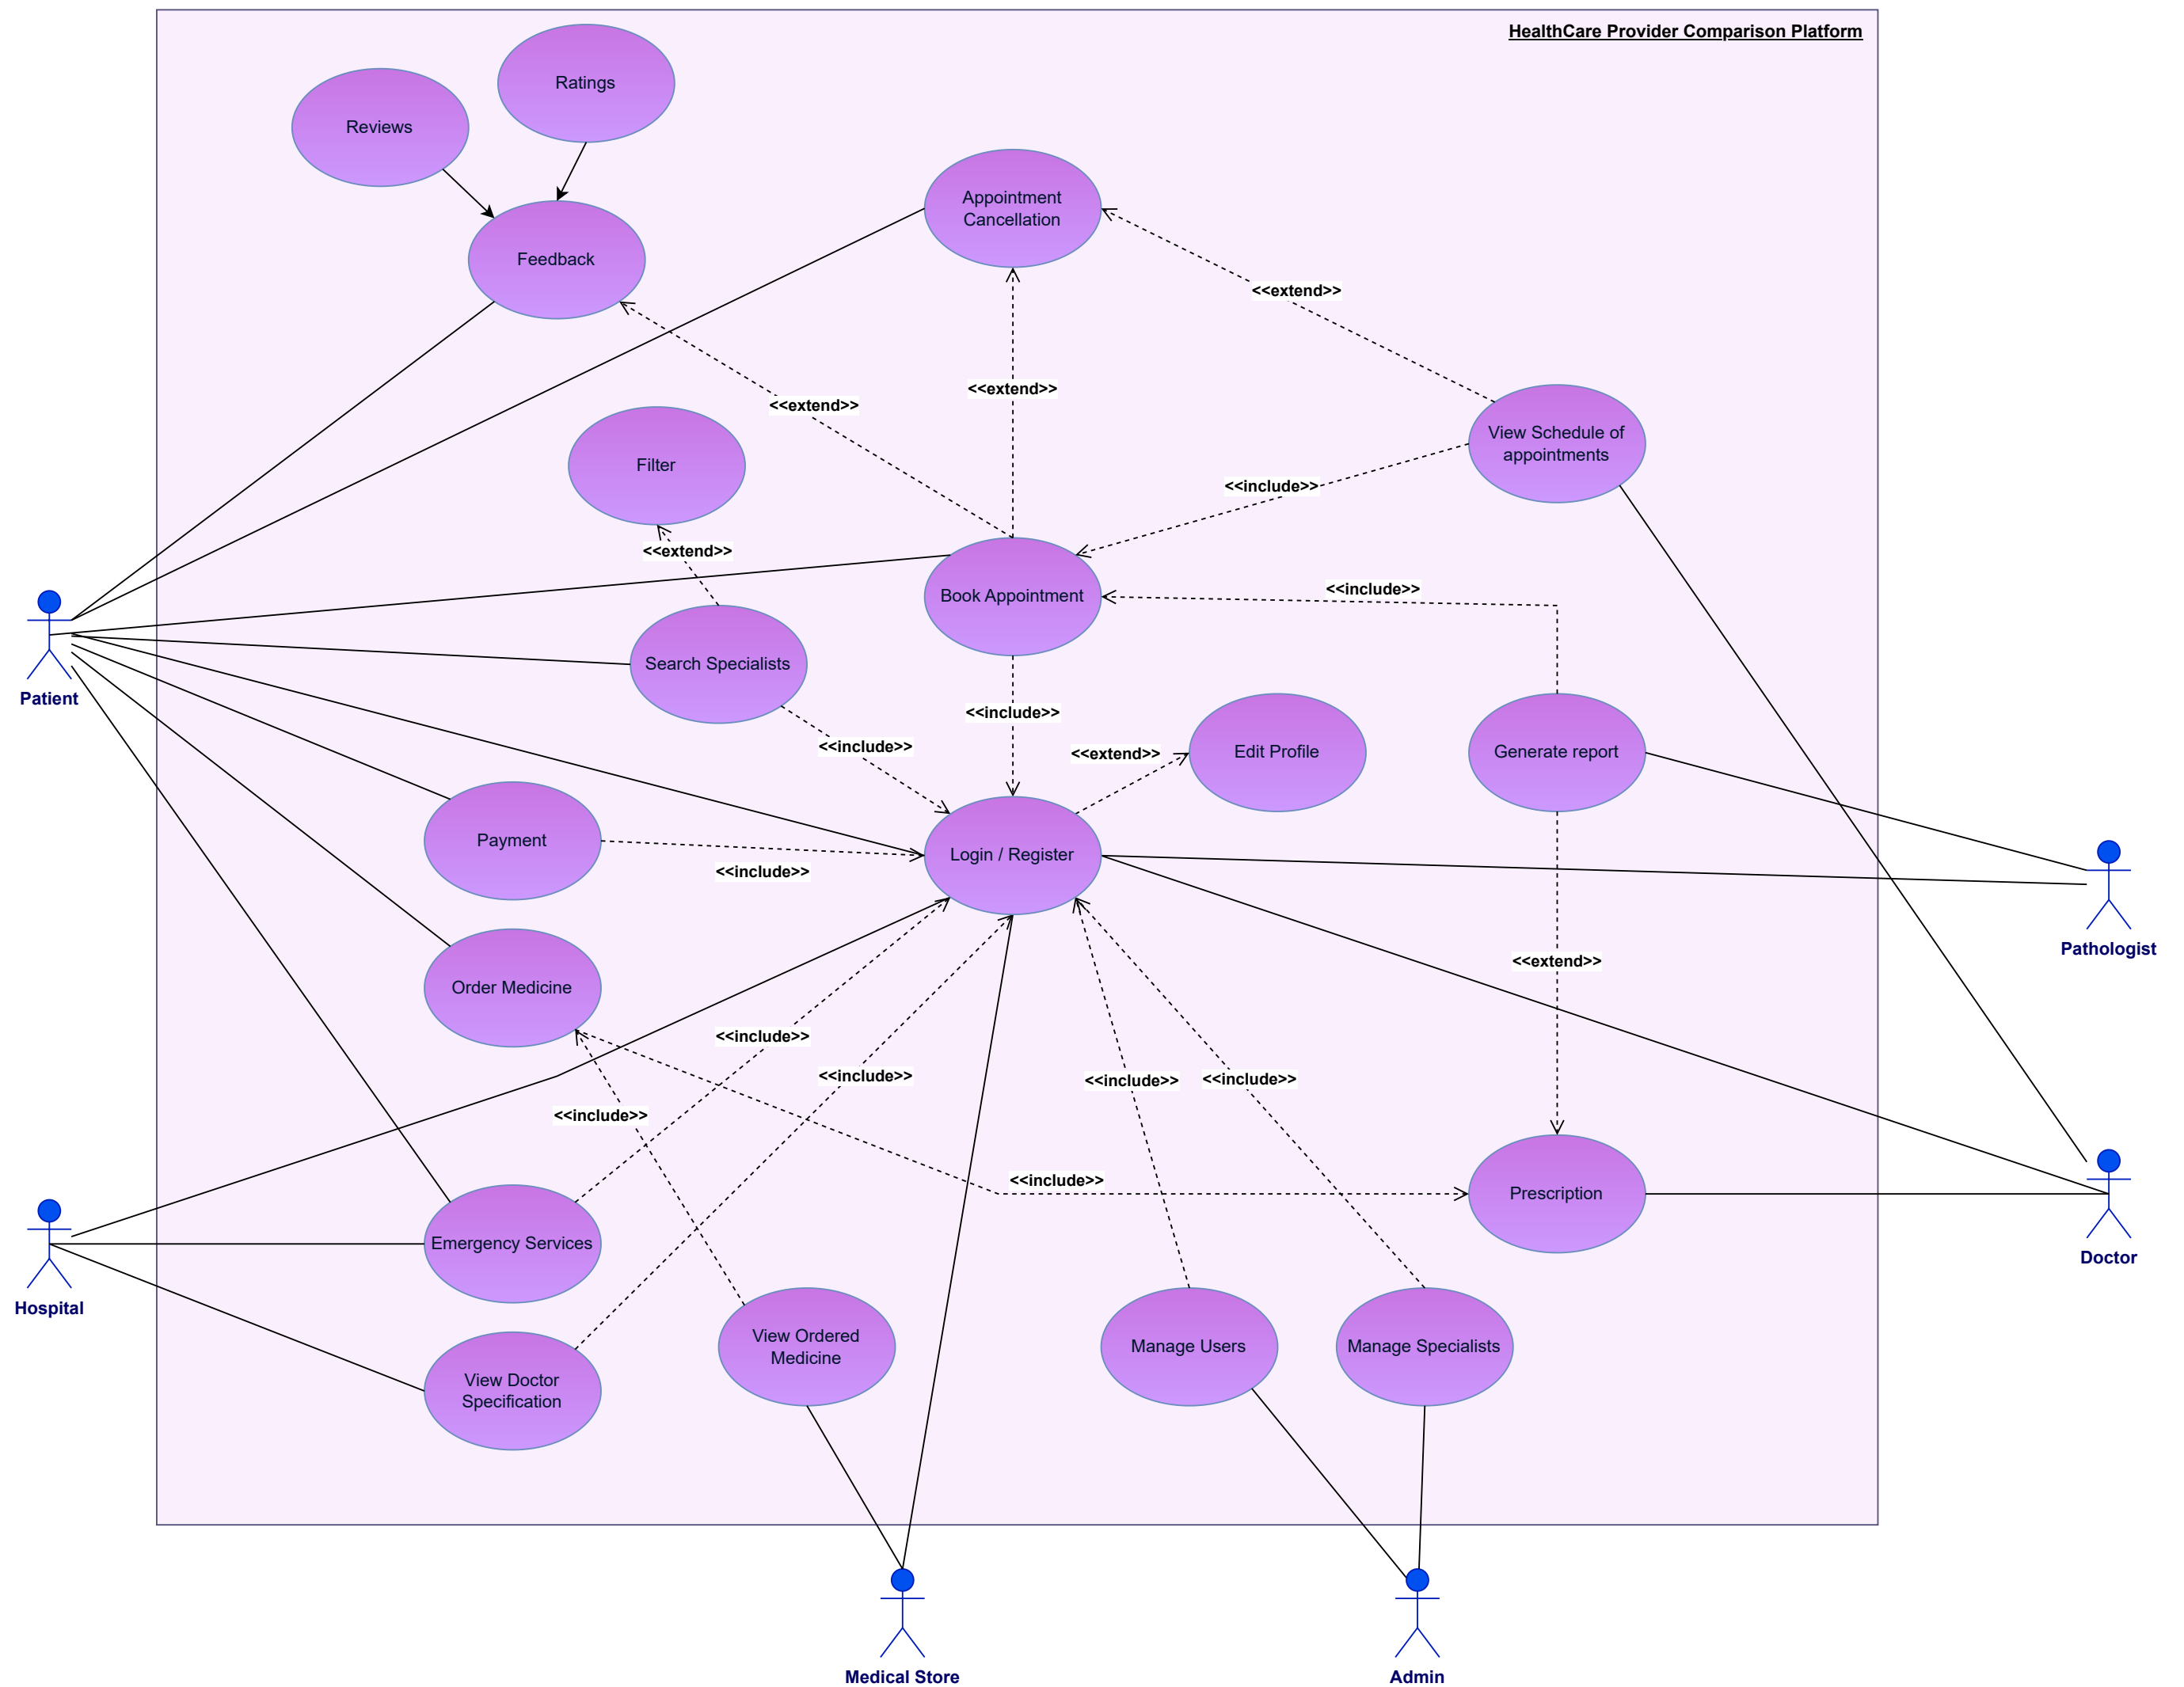 HealthCare Provider Comparison Platform
Ratings
Reviews
Appointment
Cancellation
Feedback
<<extend>>
<<extend>>
<<extend>>
View Schedule of
appointments
Filter
<<include>>
<<extend>>
<<include>>
Book Appointment
Search Specialists
Patient
<<include>>
<<include>>
<<extend>>
Edit Profile
Generate report
Payment
Login / Register
<<include>>
Pathologist
<<extend>>
Order Medicine
<<include>>
<<include>>
<<include>>
<<include>>
<<include>>
<<include>>
Prescription
Emergency Services
Doctor
Hospital
View Ordered
Medicine
Manage Users
Manage Specialists
View Doctor
Specification
Medical Store
Admin